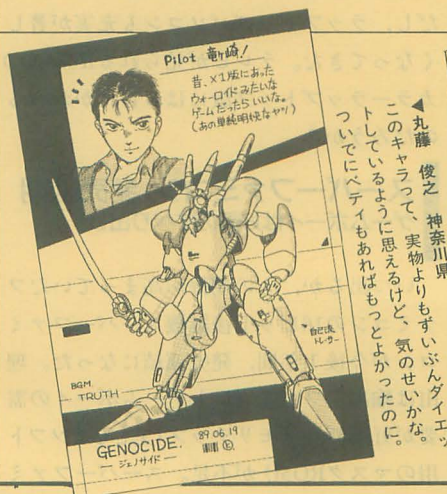 Pilot 竜崎!
昔、X1版にあった
ウォーロイドみたいな
ゲームだったらいいな。
(あの単純明快なヤツ)
自己流
トレーサー
BGM.
TRUTH
GENOCIDE.
ジェノサイド
'89.06.19
◀丸藤 俊之 神奈川県
このキャラって、実物よりもずいぶんダイエッ
トしているように思えるけど、気のせいかな。
ついでにベティもあればもっとよかったのに。